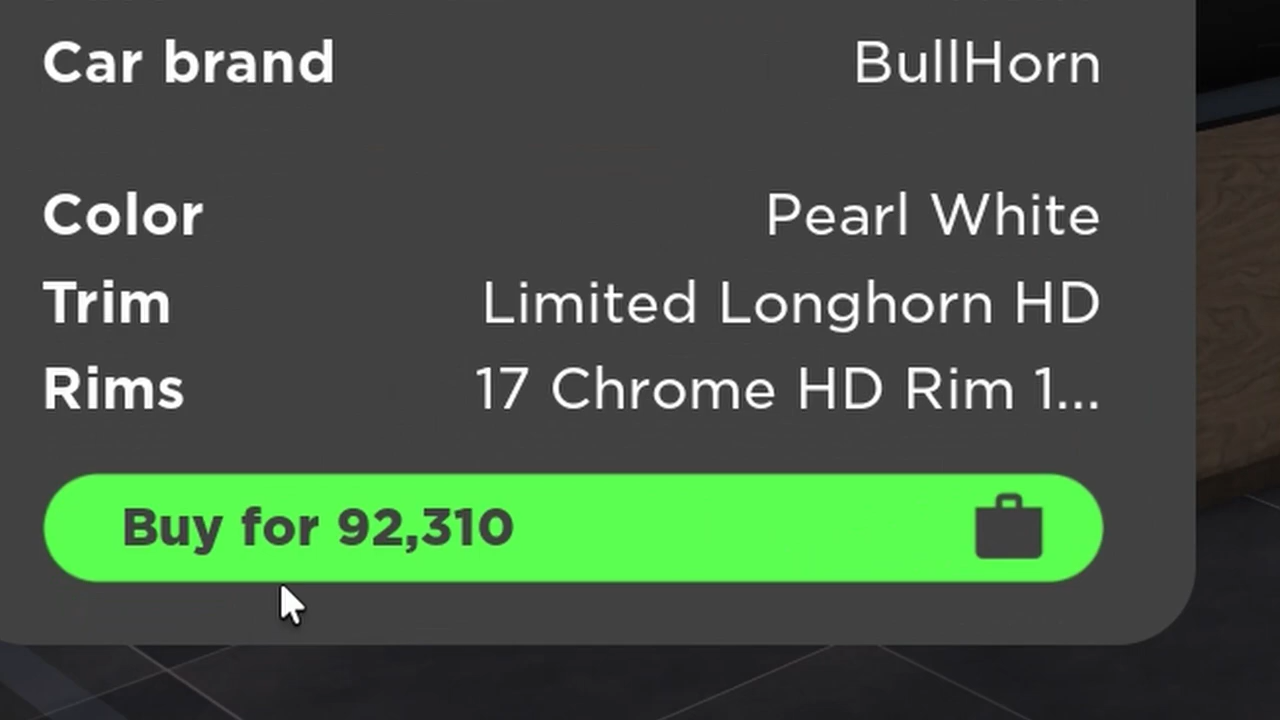 Car brand BullHorn
Color Pearl White
Trim Limited Longhorn HD
Rims 17 Chrome HD Rim 1...
Buy for 92,310